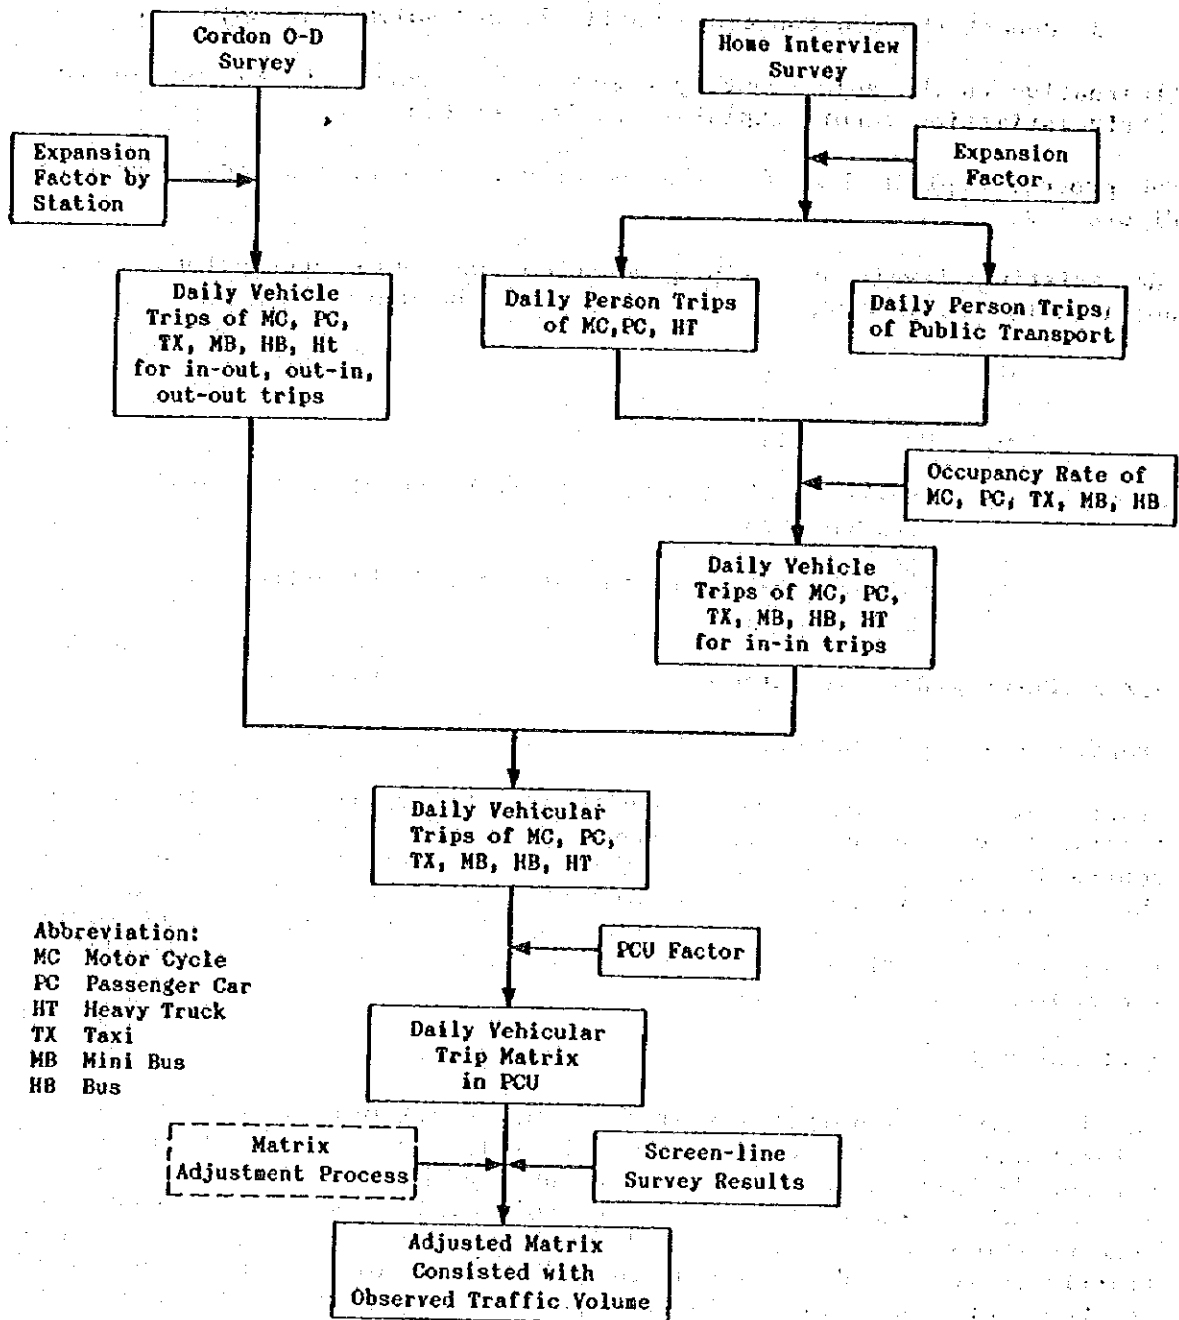 Cordon O-D
Survey
Home Interview
Survey
Expansion
Factor by
Station
Expansion
Factor
Daily Vehicle
Trips of MC, PC,
TX, MB, HB, Ht
for in-out, out-in,
out-out trips
Daily Person Trips
of MC,PC, HT
Daily Person Trips
of Public Transport
Occupancy Rate of
MC, PC, TX, MB, HB
Daily Vehicle
Trips of MC, PC,
TX, MB, HB, HT
for in-in trips
Daily Vehicular
Trips of MC, PC,
TX, MB, HB, HT
PCU Factor
Abbreviation:
MC Motor Cycle
PC Passenger Car
HT Heavy Truck
TX Taxi
MB Mini Bus
HB Bus
Daily Vehicular
Trip Matrix
in PCU
Matrix
Adjustment Process
Screen-line
Survey Results
Adjusted Matrix
Consisted with
Observed Traffic Volume